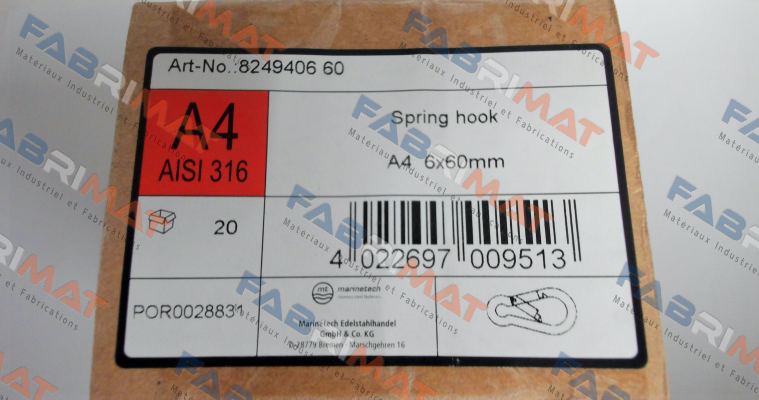 Art-No.:8249406 60
A4
AISI 316
Spring hook
A4 6x60mm
20
4 022697 009513
mt marinetech
Marinetech Edelstahlhandel
GmbH & Co. KG
D-28779 Bremen - Marschgehren 16
FABRIMAT
Materiaux Industriel et Fabrications